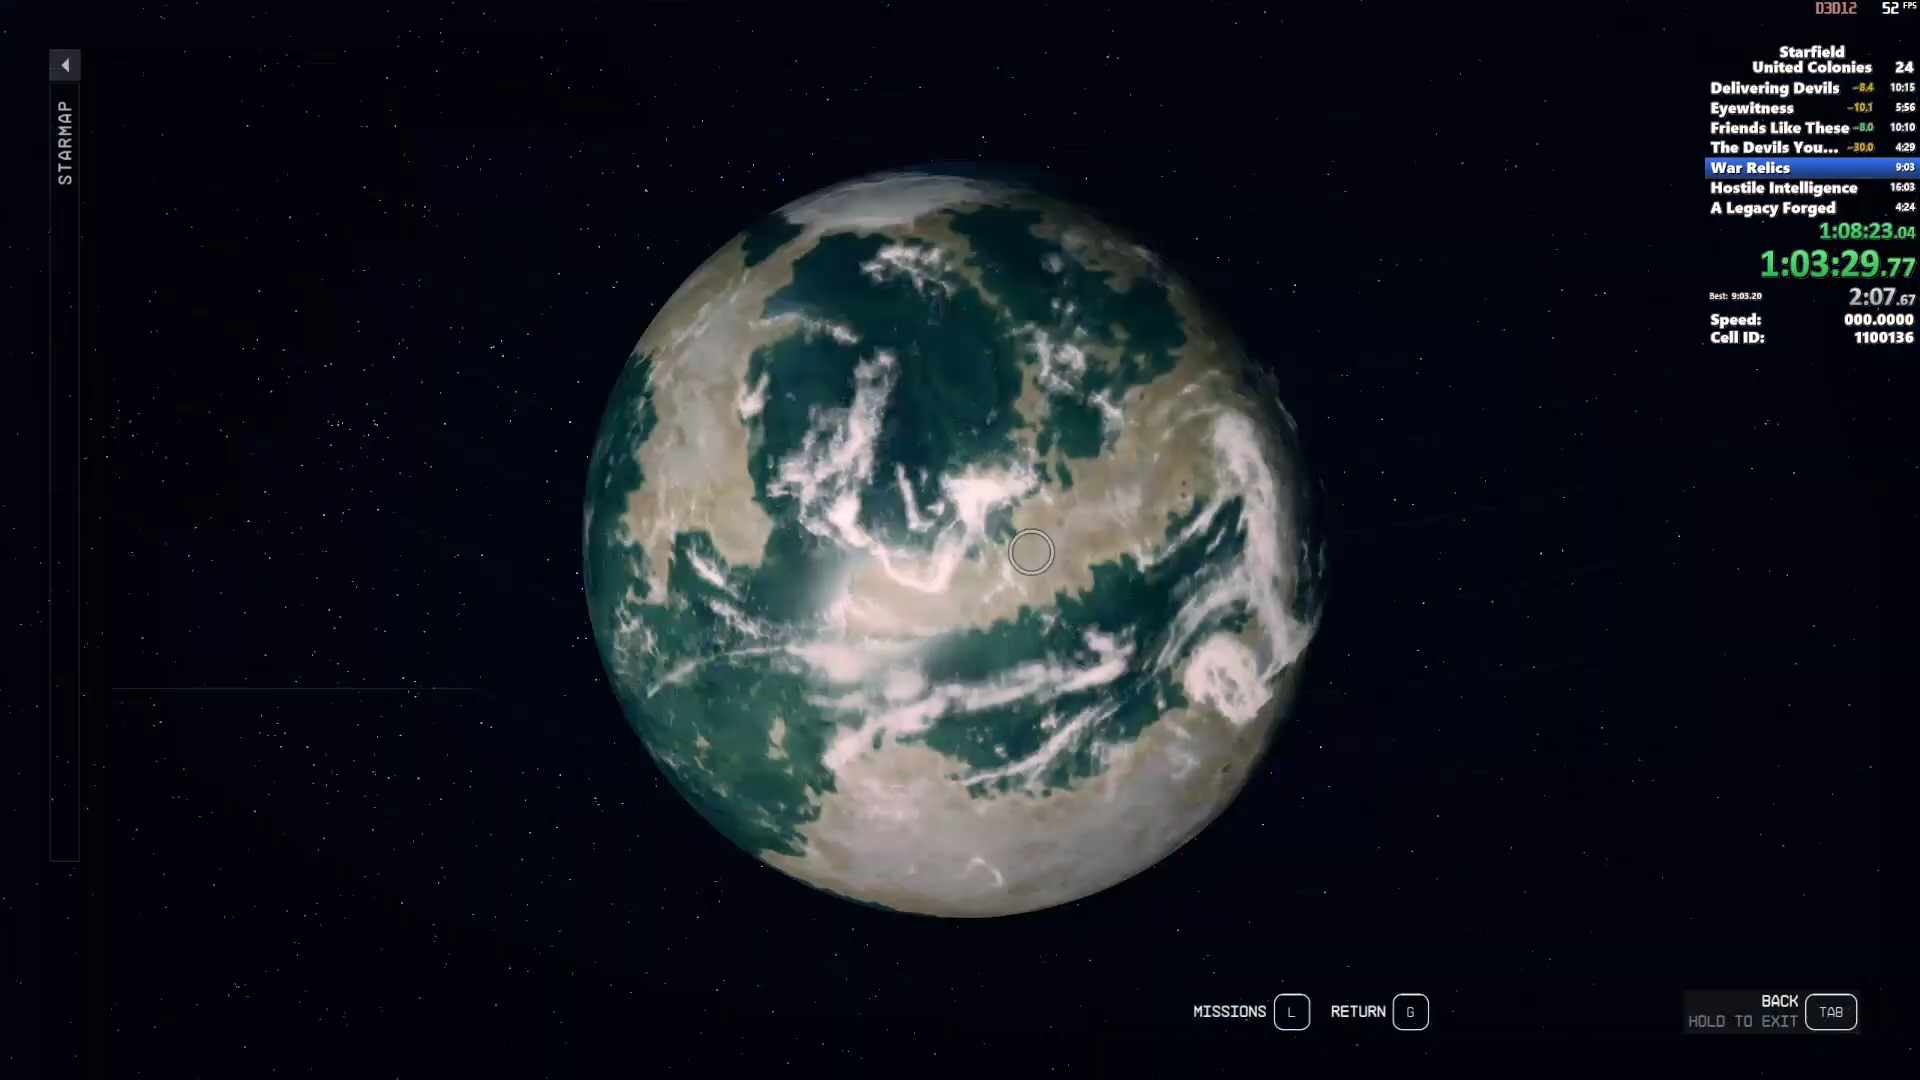 D3D12 52 FPS
STARMAP
Starfield
United Colonies 24
Delivering Devils -8.4 10:15
Eyewitness -10.1 5:56
Friends Like These -8.0 10:10
The Devils You... -30.0 4:29
War Relics 9:03
Hostile Intelligence 16:03
A Legacy Forged 4:24
1:08:23.04
1:03:29.77
Best: 9:03.20 2:07.67
Speed: 000.0000
Cell ID: 1100136
MISSIONS L RETURN G
BACK TAB
HOLD TO EXIT